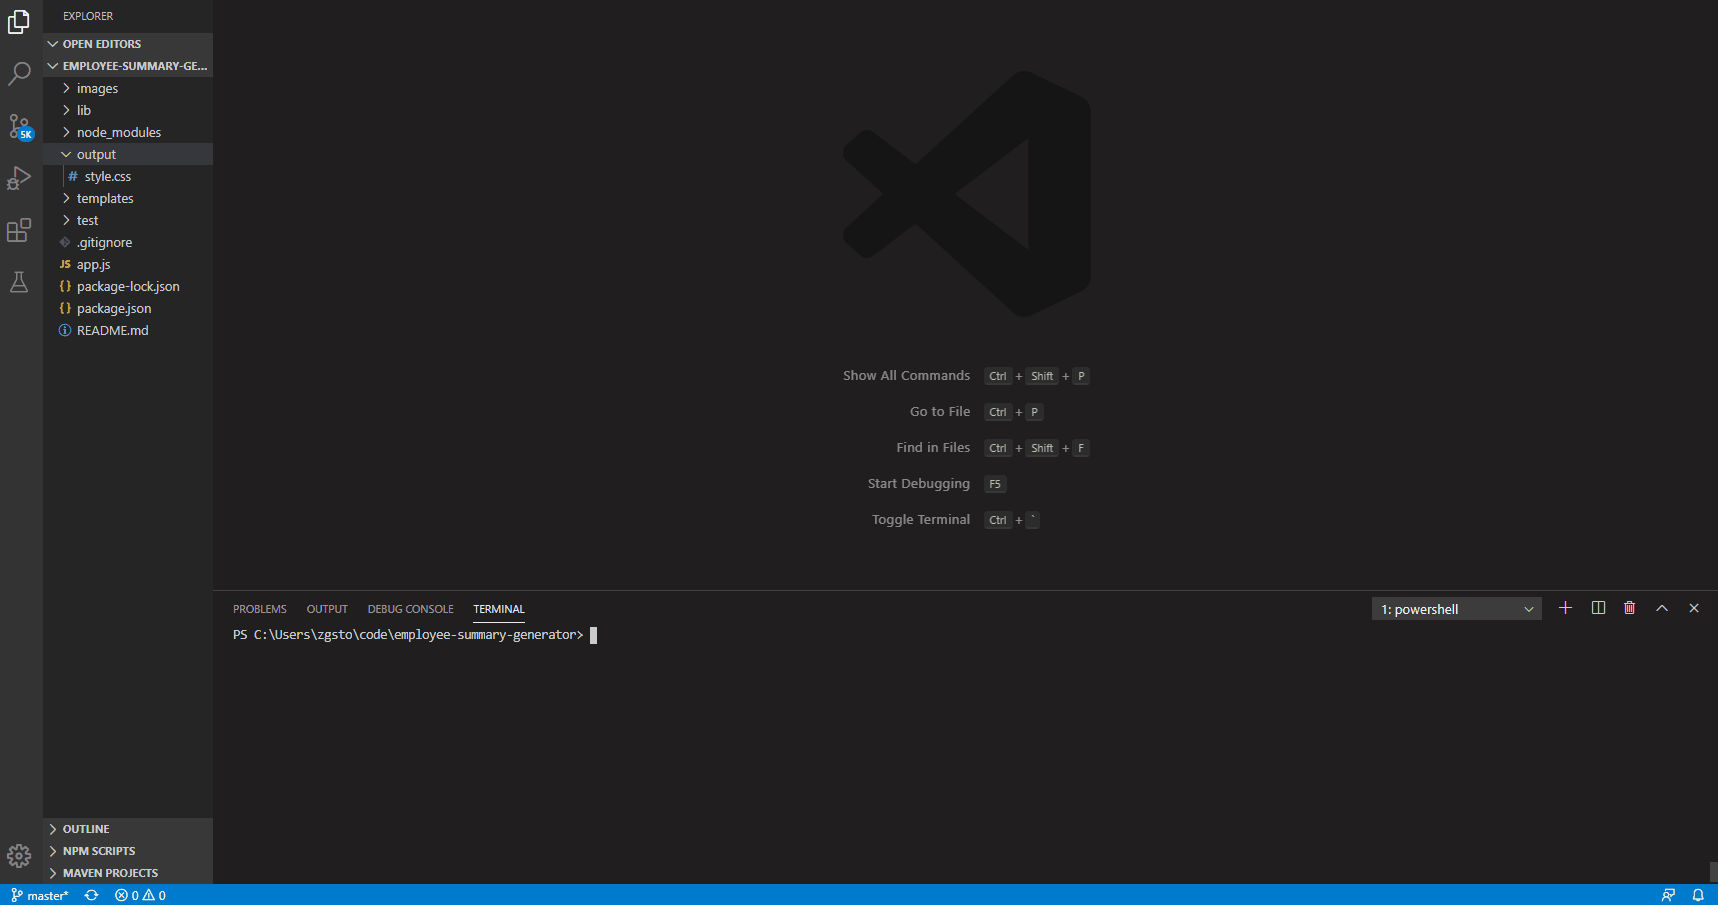 EXPLORER
OPEN EDITORS
EMPLOYEE-SUMMARY-GE...
images
lib
node_modules
output
# style.css
templates
test
.gitignore
JS app.js
{} package-lock.json
{} package.json
README.md
OUTLINE
NPM SCRIPTS
MAVEN PROJECTS
5K
Show All Commands Ctrl + Shift + P
Go to File Ctrl + P
Find in Files Ctrl + Shift + F
Start Debugging F5
Toggle Terminal Ctrl + `
PROBLEMS OUTPUT DEBUG CONSOLE TERMINAL 1: powershell
PS C:\Users\zgsto\code\employee-summary-generator>
master* 0 0